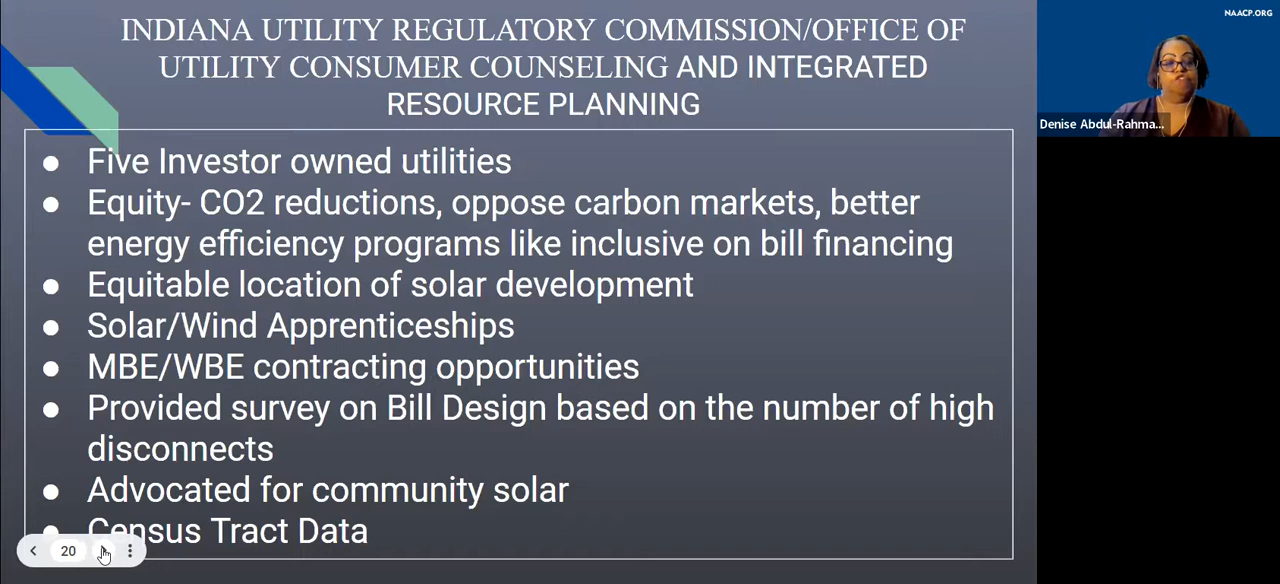 INDIANA UTILITY REGULATORY COMMISSION/OFFICE OF
UTILITY CONSUMER COUNSELING AND INTEGRATED
RESOURCE PLANNING
● Five Investor owned utilities
● Equity- CO2 reductions, oppose carbon markets, better
energy efficiency programs like inclusive on bill financing
● Equitable location of solar development
● Solar/Wind Apprenticeships
● MBE/WBE contracting opportunities
● Provided survey on Bill Design based on the number of high
disconnects
● Advocated for community solar
● Census Tract Data
20
NAACP.ORG
Denise Abdul-Rahma...